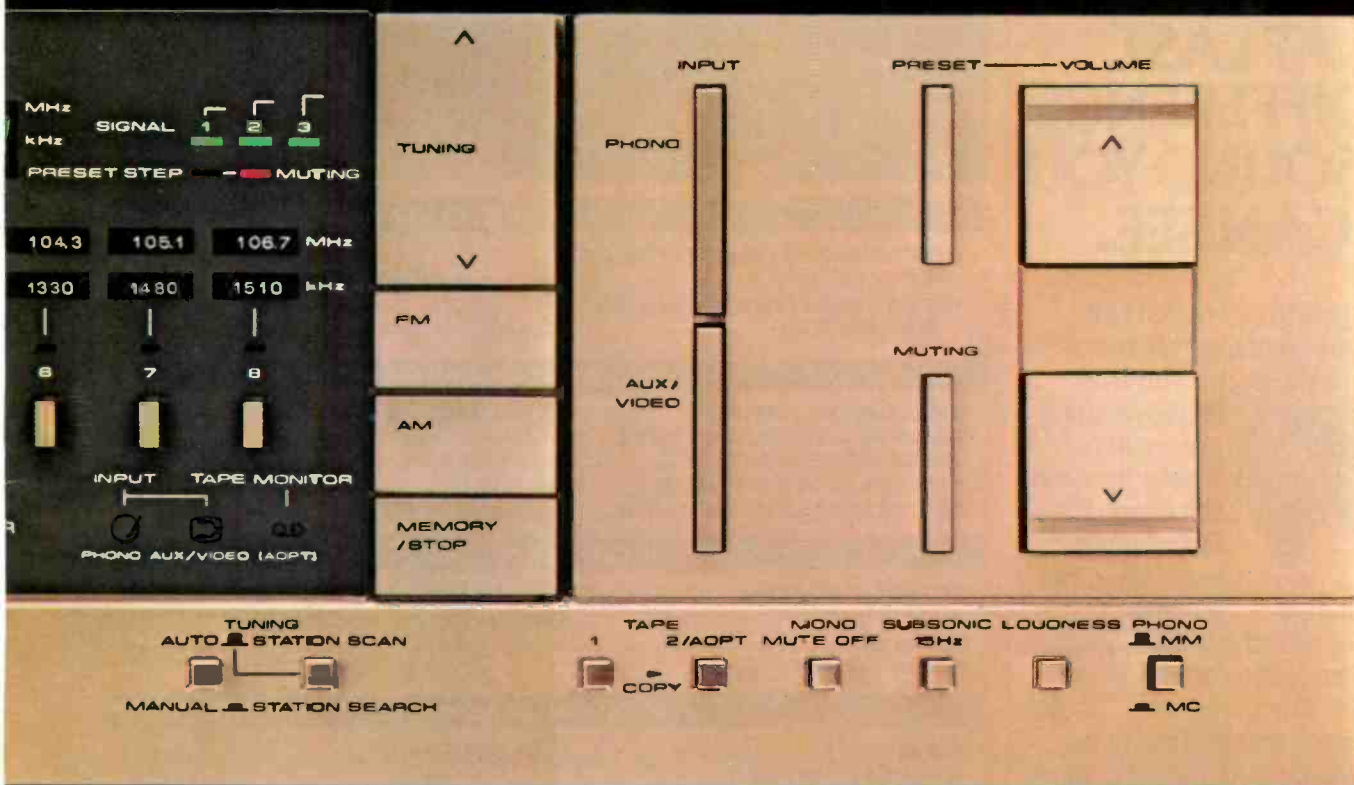 MHz
kHz
SIGNAL 1 2 3
PRESET STEP - MUTING
104.3 105.1 106.7 MHz
1330 1480 1510 kHz
6 7 8
INPUT TAPE MONITOR
PHONO AUX/VIDEO (ADPT)
TUNING
FM
AM
MEMORY
/STOP
INPUT
PHONO
AUX/
VIDEO
PRESET VOLUME
MUTING
TUNING
AUTO STATION SCAN
MANUAL STATION SEARCH
TAPE
1 2/ADPT
COPY
MONO
MUTE OFF
SUBSONIC
15Hz
LOUDNESS
PHONO
MM
MC